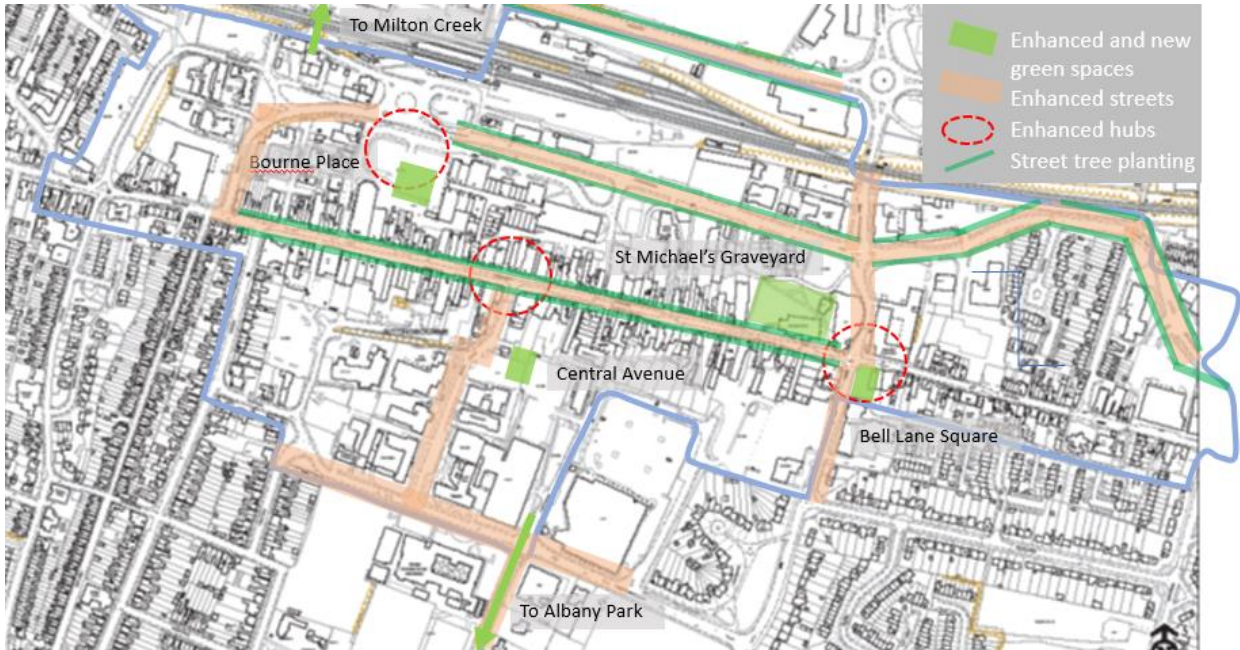 To Milton Creek
Enhanced and new
green spaces
Enhanced streets
Enhanced hubs
Street tree planting
Bourne Place
St Michael's Graveyard
Central Avenue
Bell Lane Square
To Albany Park